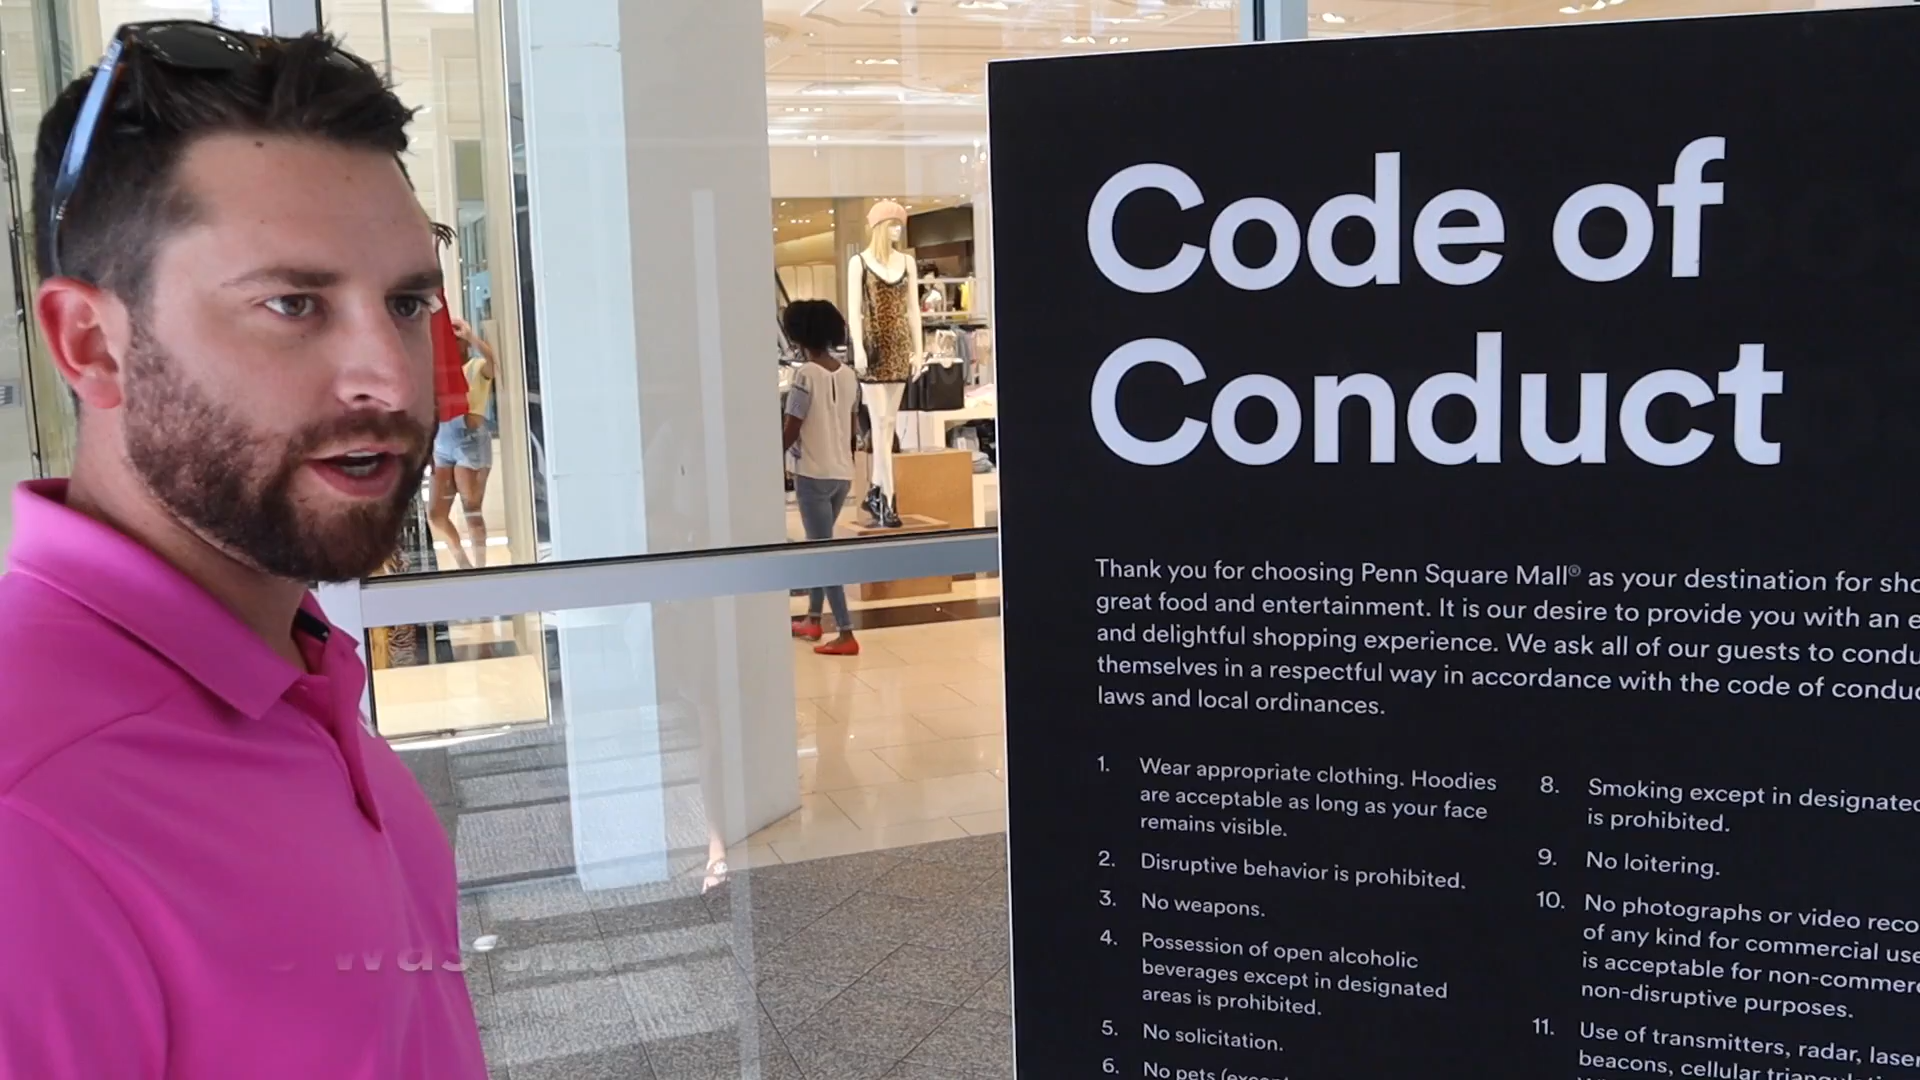 Code of
Conduct
Thank you for choosing Penn Square Mall® as your destination for sho
great food and entertainment. It is our desire to provide you with an e
and delightful shopping experience. We ask all of our guests to condu
themselves in a respectful way in accordance with the code of conduc
laws and local ordinances.
1. Wear appropriate clothing. Hoodies
are acceptable as long as your face
remains visible.
2. Disruptive behavior is prohibited.
3. No weapons.
4. Possession of open alcoholic
beverages except in designated
areas is prohibited.
5. No solicitation.
6. No pets (except
8. Smoking except in designated
is prohibited.
9. No loitering.
10. No photographs or video reco
of any kind for commercial use
is acceptable for non-commerc
non-disruptive purposes.
11. Use of transmitters, radar, laser
beacons, cellular
was